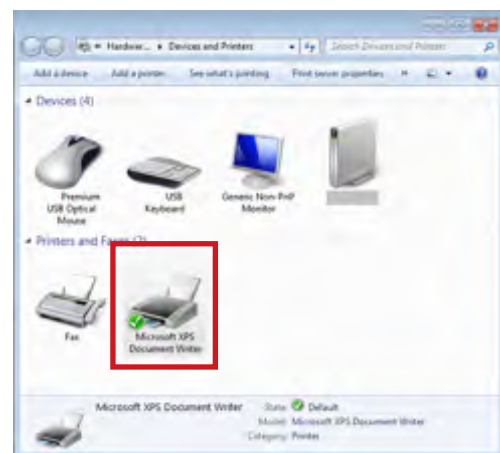 Hardwar... Devices and Printers Search Devices and Printers
Add a device Add a printer See what's printing Print server properties »
Devices (4)
Premium
USB Optical
Mouse
USB
Keyboard
Generic Non-PnP
Monitor
Printers and Faxes (2)
Fax
Microsoft XPS
Document Writer
Microsoft XPS Document Writer State: Default
Model: Microsoft XPS Document Writer
Category: Printer